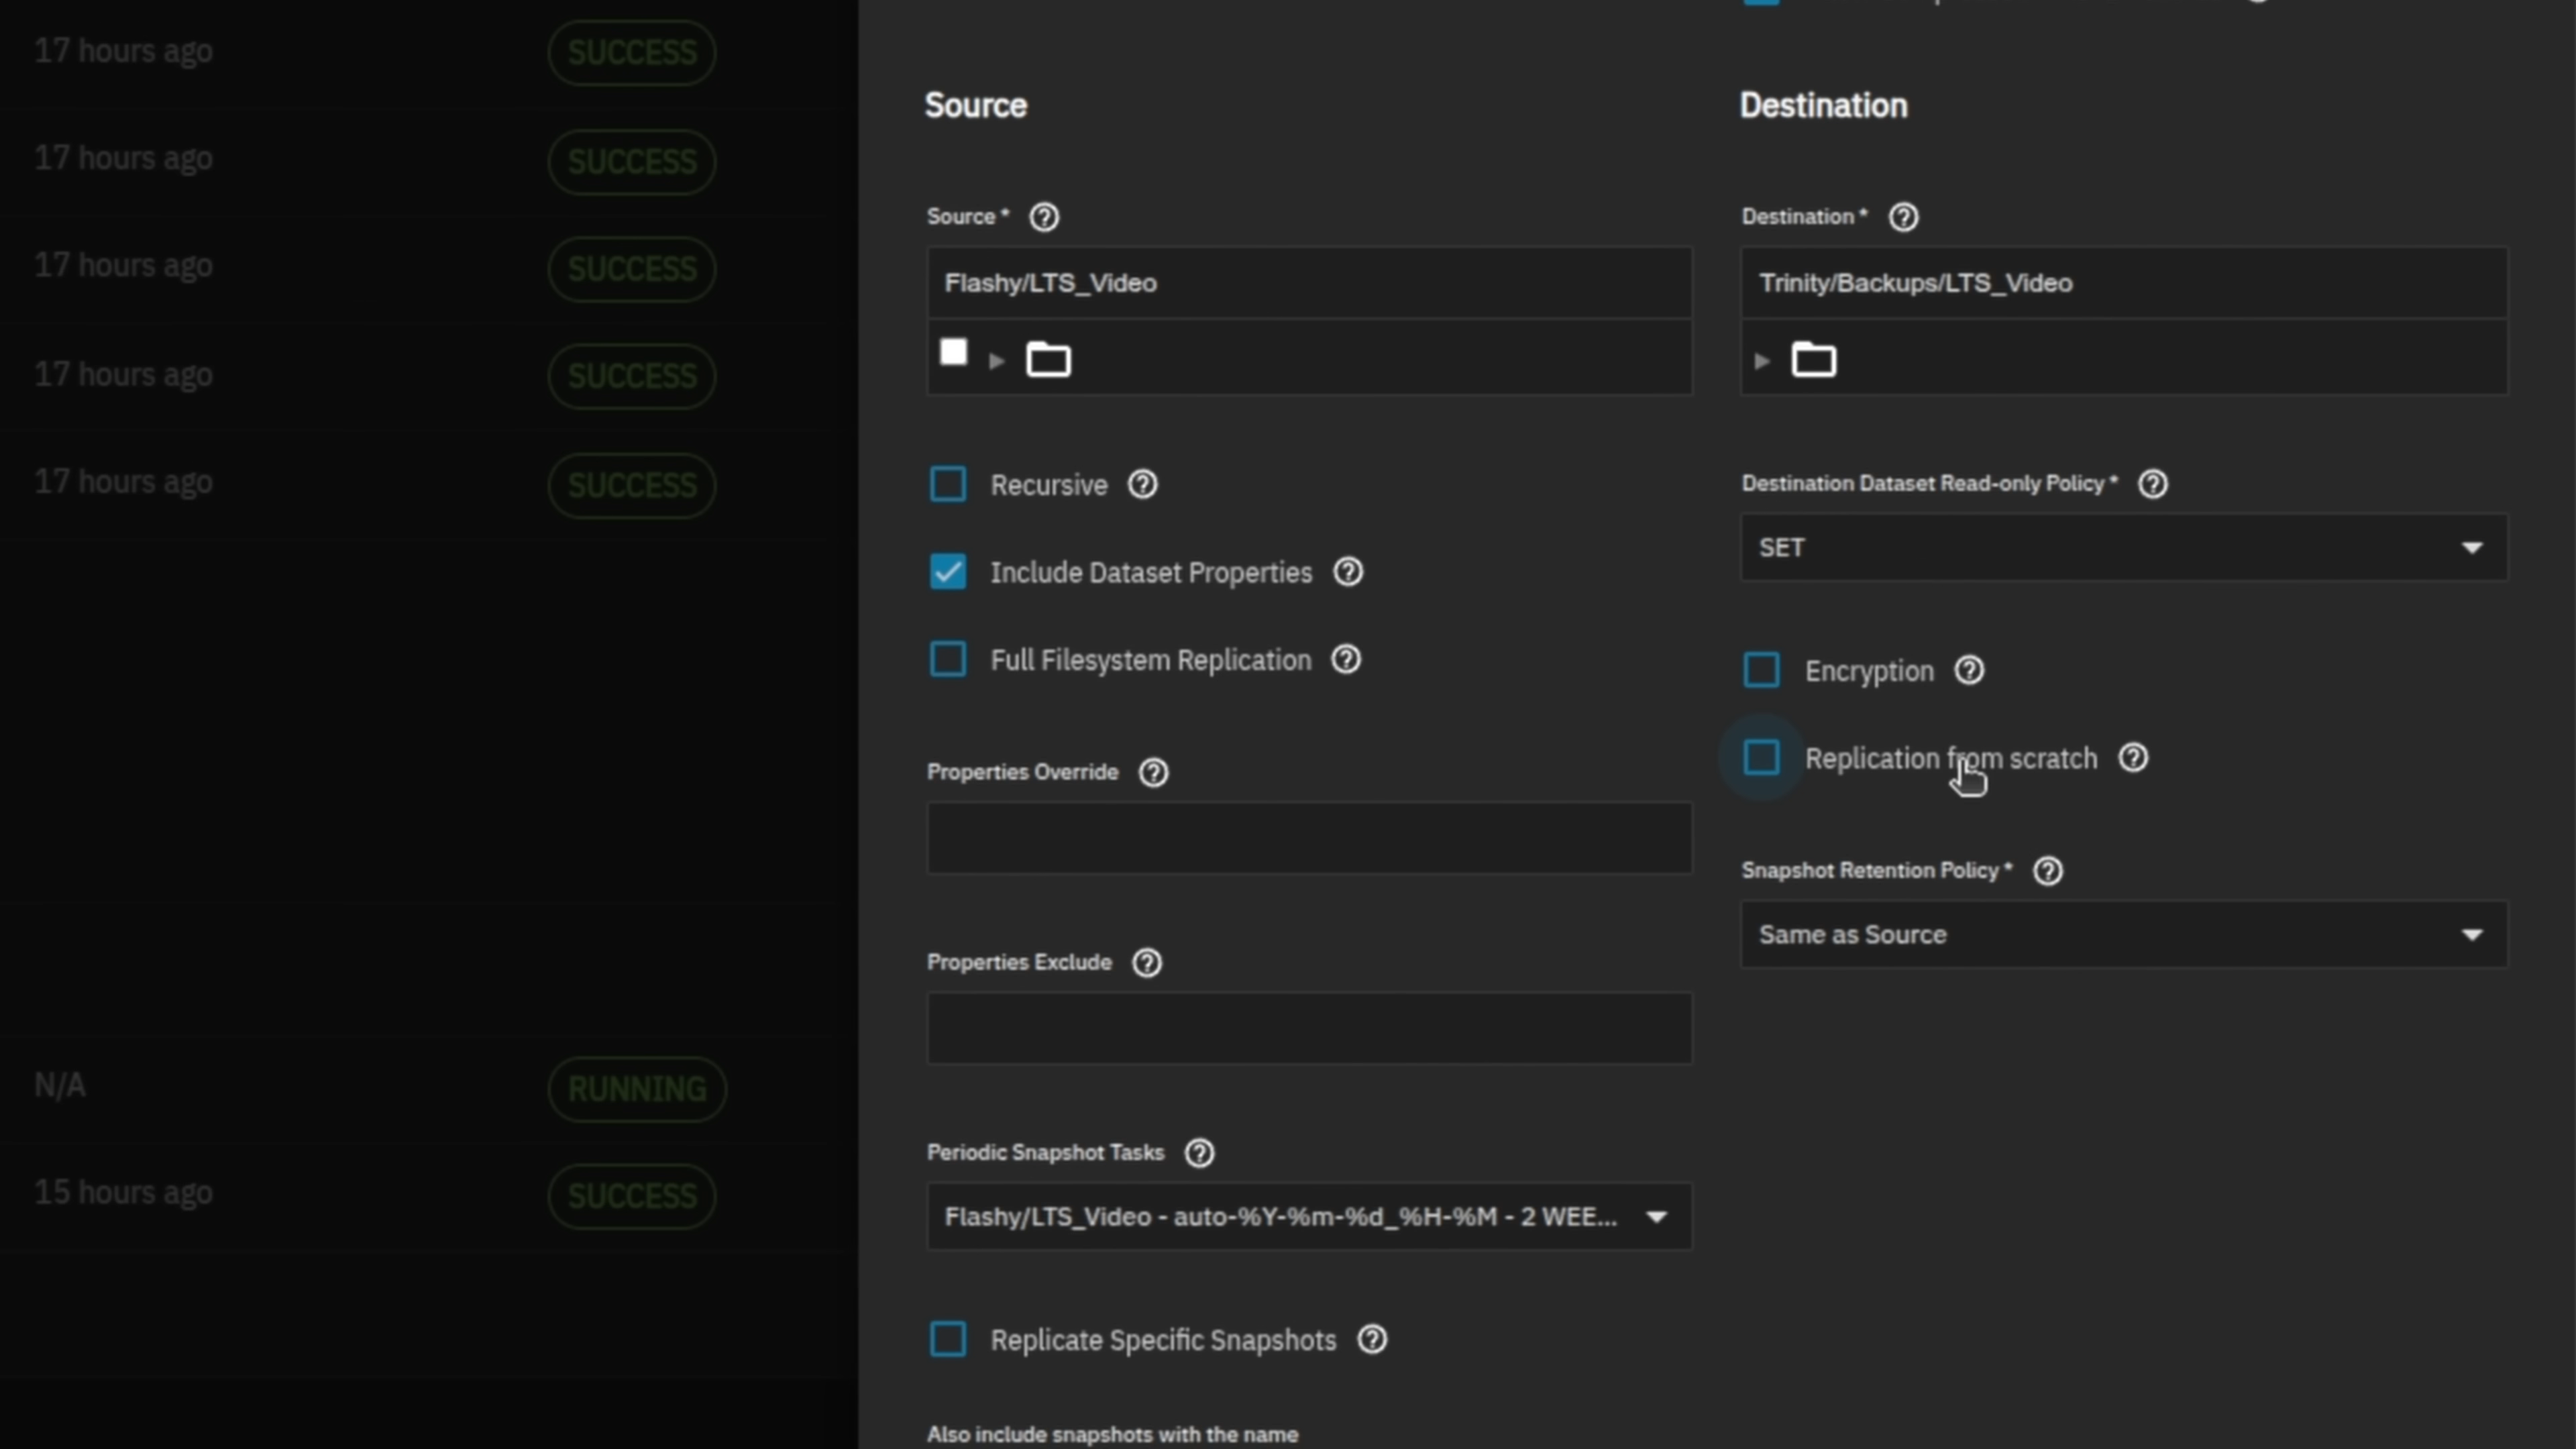 17 hours ago SUCCESS
17 hours ago SUCCESS
17 hours ago SUCCESS
17 hours ago SUCCESS
17 hours ago SUCCESS
N/A RUNNING
15 hours ago SUCCESS
Source
Source *
Flashy/LTS_Video
Recursive
Include Dataset Properties
Full Filesystem Replication
Properties Override
Properties Exclude
Periodic Snapshot Tasks
Flashy/LTS_Video - auto-%Y-%m-%d_%H-%M - 2 WEE...
Replicate Specific Snapshots
Also include snapshots with the name
Destination
Destination *
Trinity/Backups/LTS_Video
Destination Dataset Read-only Policy *
SET
Encryption
Replication from scratch
Snapshot Retention Policy *
Same as Source